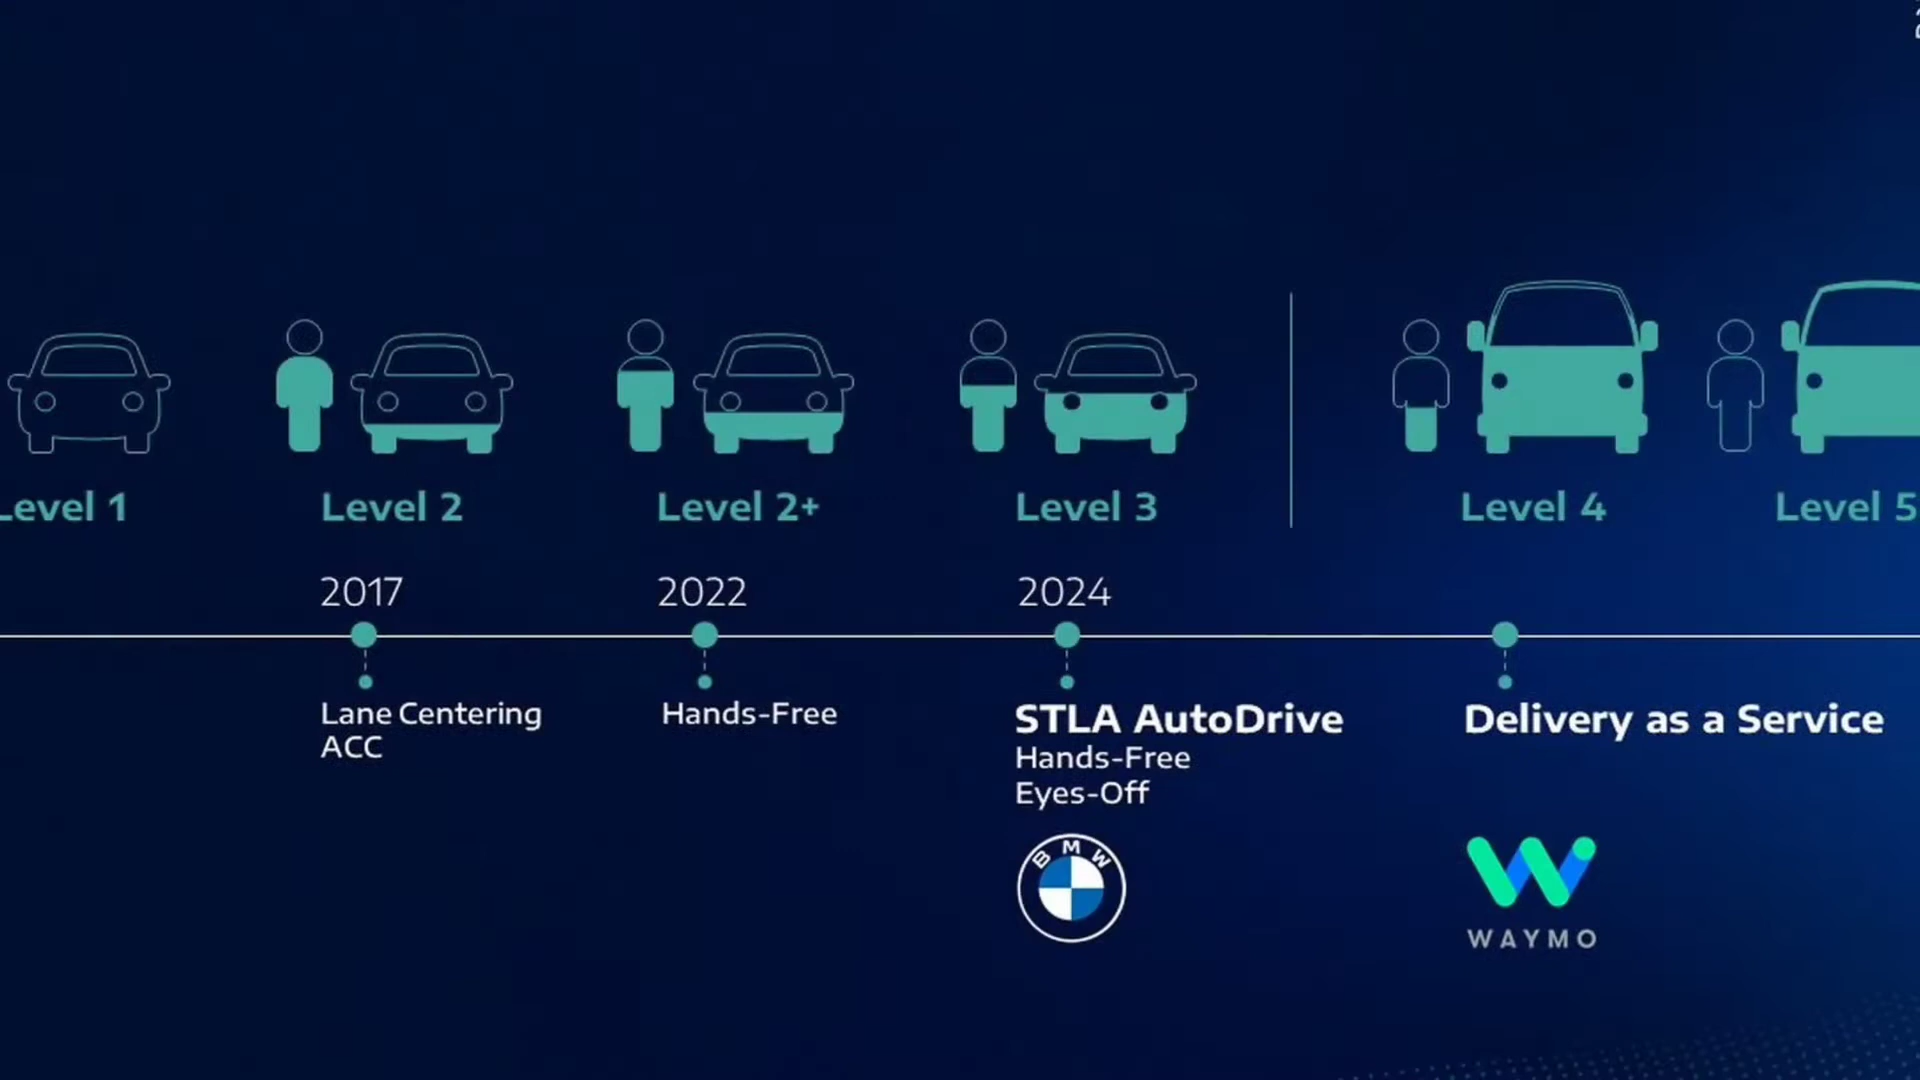 Level 1
Level 2
Level 2+
Level 3
Level 4
Level 5
2017
2022
2024
Lane Centering
ACC
Hands-Free
STLA AutoDrive
Hands-Free
Eyes-Off
Delivery as a Service
BMW
WAYMO